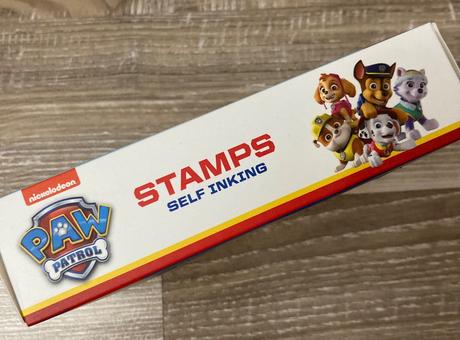 nickelodeon
PAW
PATROL
STAMPS
SELF INKING